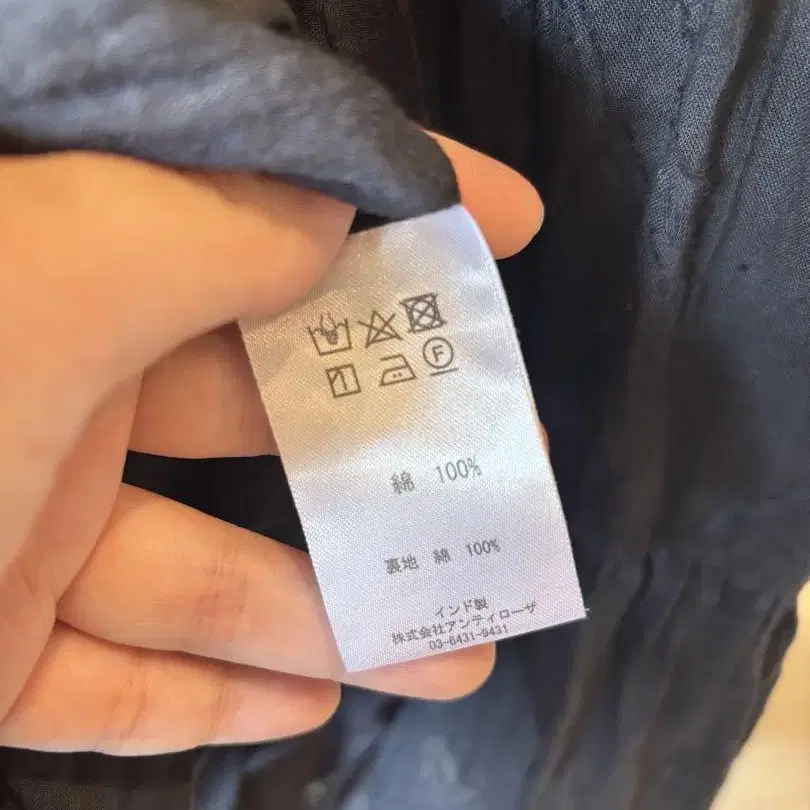 F
綿 100%
裏地 綿 100%
インド製
株式会社アンティローザ
03-6431-9431